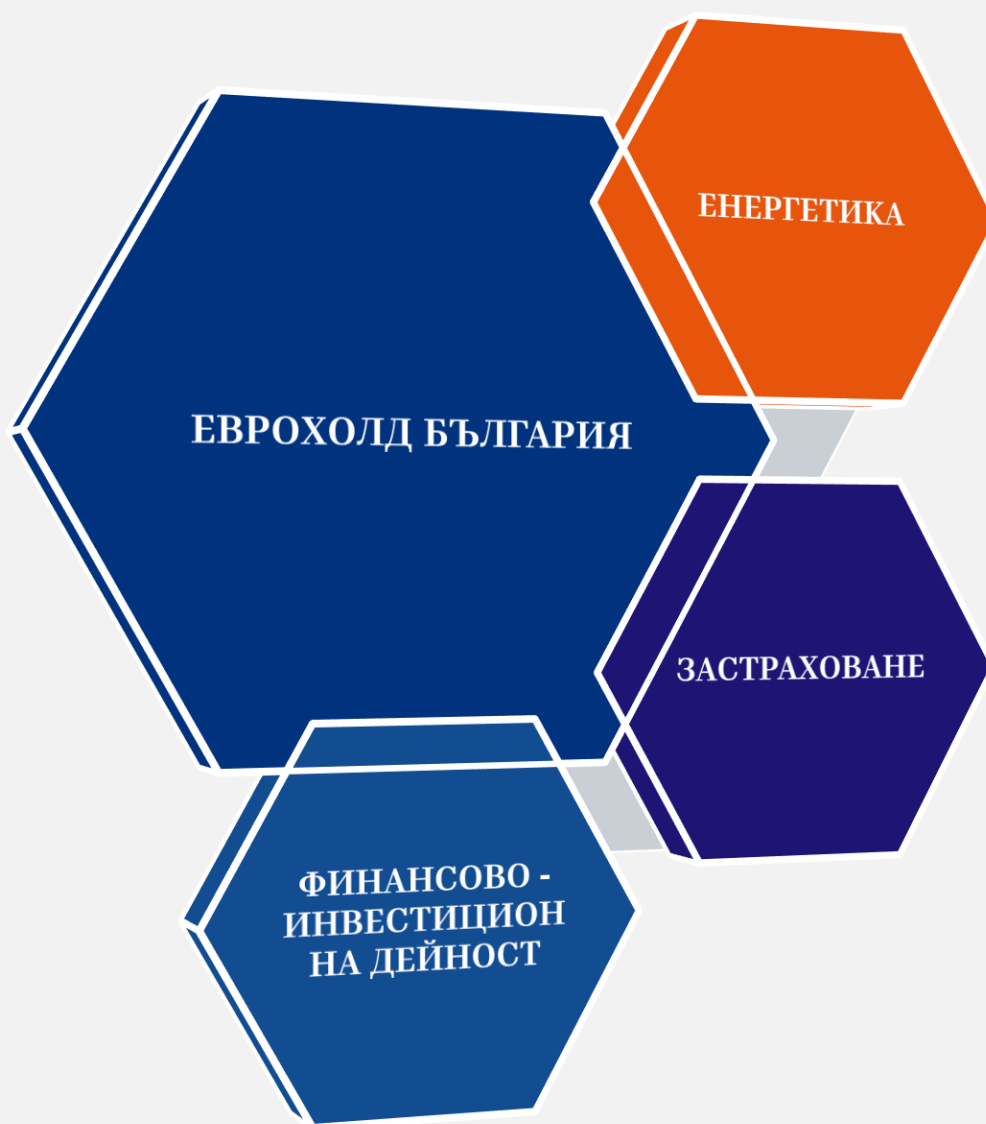 ЕНЕРГЕТИКА
ЕВРОХОЛД БЪЛГАРИЯ
ЗАСТРАХОВАНЕ
ФИНАНСОВО -
ИНВЕСТИЦИОН
НА ДЕЙНОСТ